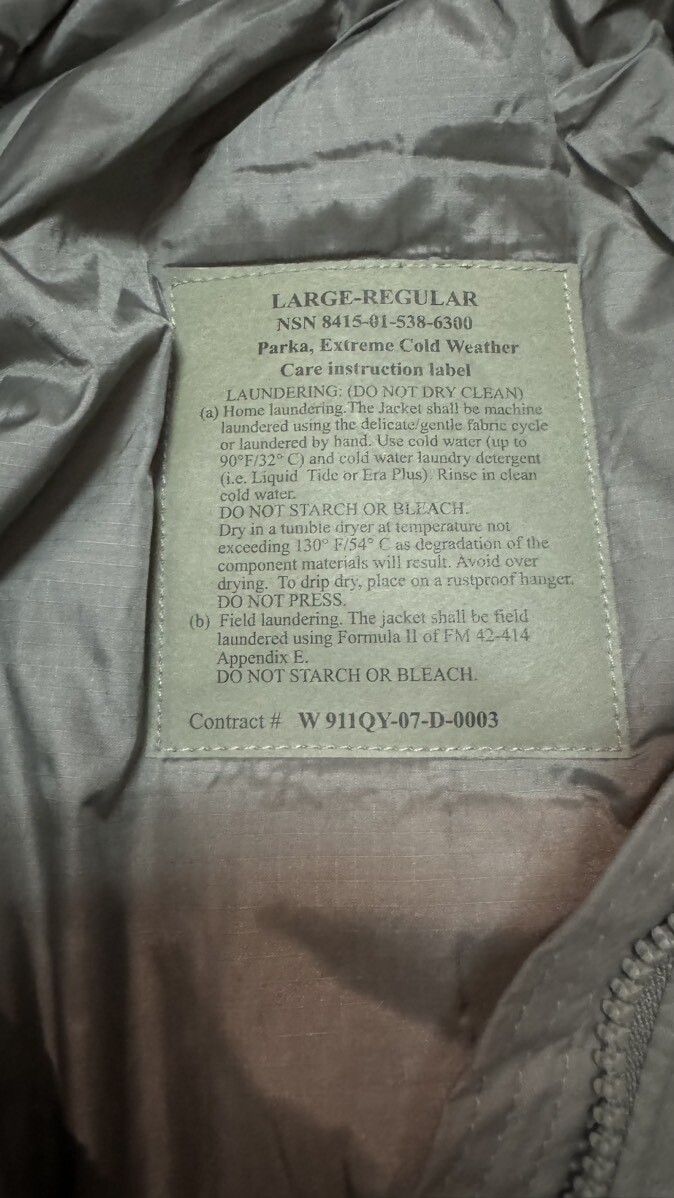 LARGE-REGULAR
NSN 8415-01-538-6300
Parka, Extreme Cold Weather
Care instruction label
LAUNDERING: (DO NOT DRY CLEAN)
(a) Home laundering.The Jacket shall be machine
laundered using the delicate/gentle fabric cycle
or laundered by hand. Use cold water (up to
90°F/32° C) and cold water laundry detergent
(i.e. Liquid Tide or Era Plus) Rinse in clean
cold water.
DO NOT STARCH OR BLEACH.
Dry in a tumble dryer at temperature not
exceeding 130° F/54° C as degradation of the
component materials will result. Avoid over
drying. To drip dry, place on a rustproof hanger.
DO NOT PRESS.
(b) Field laundering. The jacket shall be field
laundered using Formula II of FM 42-414
Appendix E.
DO NOT STARCH OR BLEACH.
Contract # W 911QY-07-D-0003